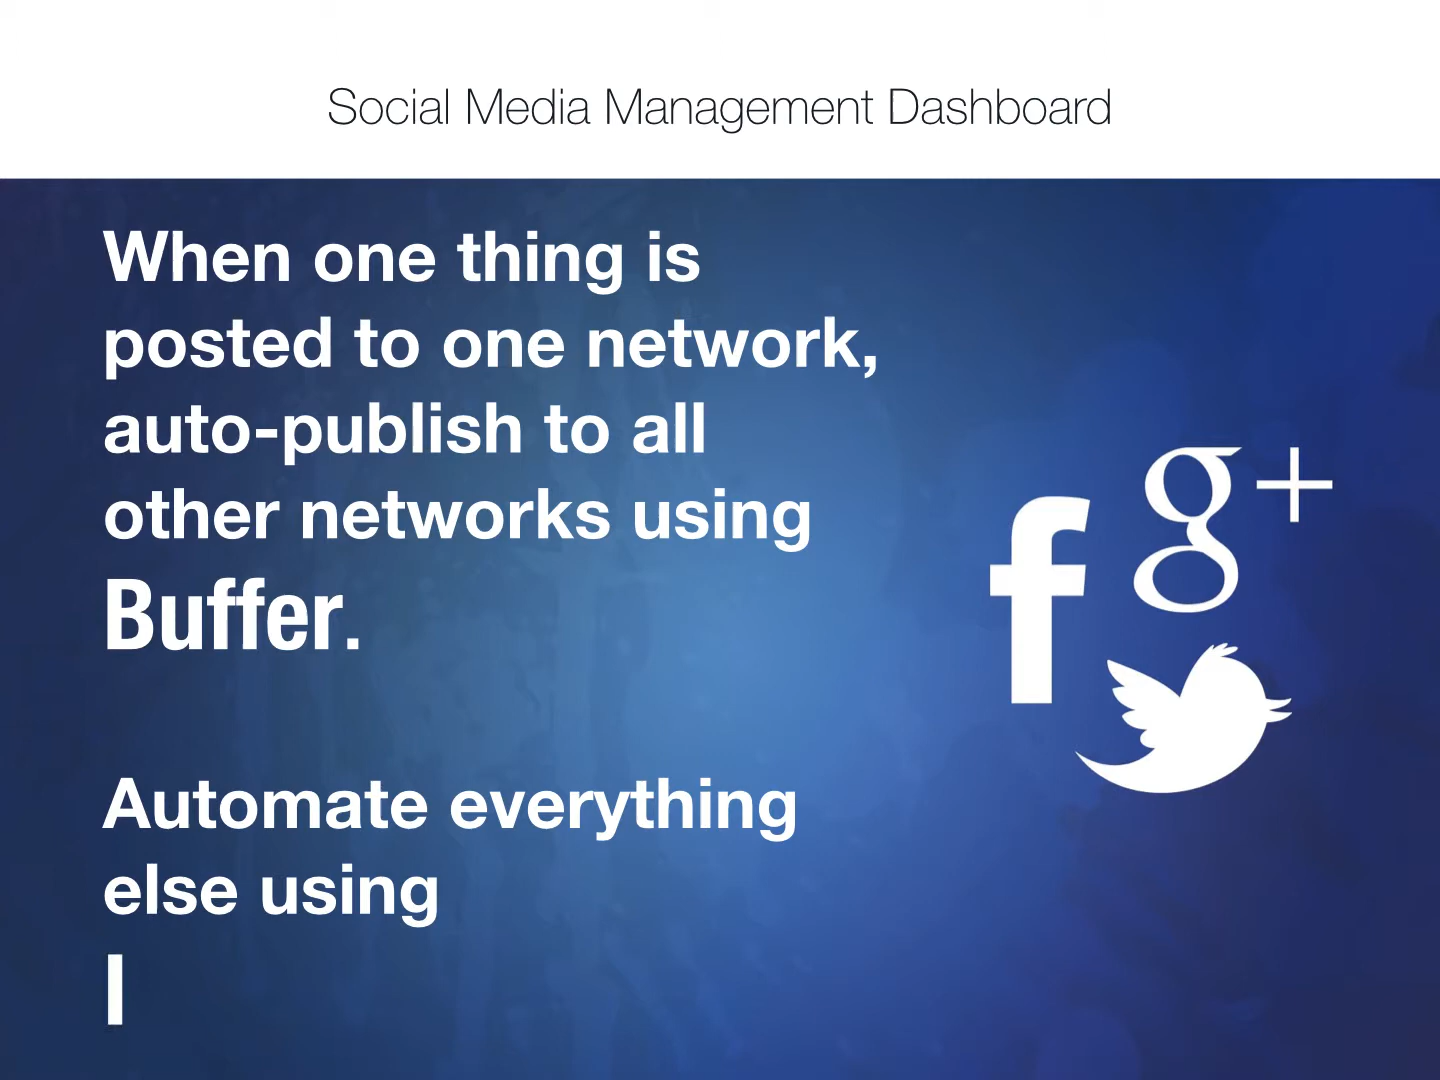 Social Media Management Dashboard
When one thing is
posted to one network,
auto-publish to all
other networks using
Buffer.
f g+
Automate everything
else using
I